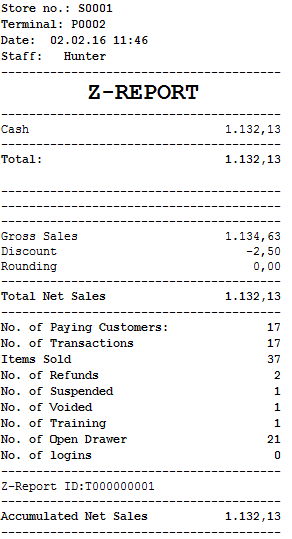 Store no.: S0001
Terminal: P0002
Date:  02.02.16 11:46
Staff:   Hunter
----------------------------------------
Z-REPORT
----------------------------------------
Cash 1.132,13
----------------------------------------
Total: 1.132,13
----------------------------------------
----------------------------------------
----------------------------------------
Gross Sales 1.134,63
Discount -2,50
Rounding 0,00
----------------------------------------
Total Net Sales 1.132,13
----------------------------------------
No. of Paying Customers: 17
No. of Transactions 17
Items Sold 37
No. of Refunds 2
No. of Suspended 1
No. of Voided 1
No. of Training 1
No. of Open Drawer 21
No. of logins 0
----------------------------------------
Z-Report ID:T000000001
----------------------------------------
Accumulated Net Sales 1.132,13
----------------------------------------